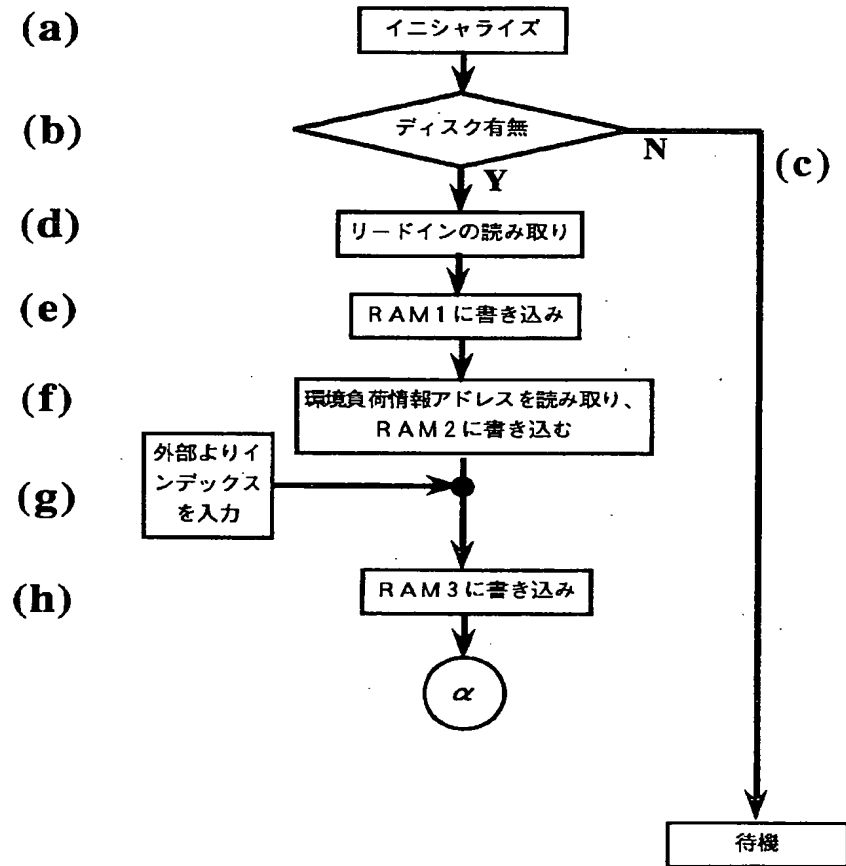 (a)
イニシャライズ
(b)
ディスク有無
N
(c)
Y
(d)
リードインの読み取り
(e)
RAM1に書き込み
(f)
環境負荷情報アドレスを読み取り、
RAM2に書き込む
外部よりイ
ンデックス
を入力
(g)
(h)
RAM3に書き込み
α
待機